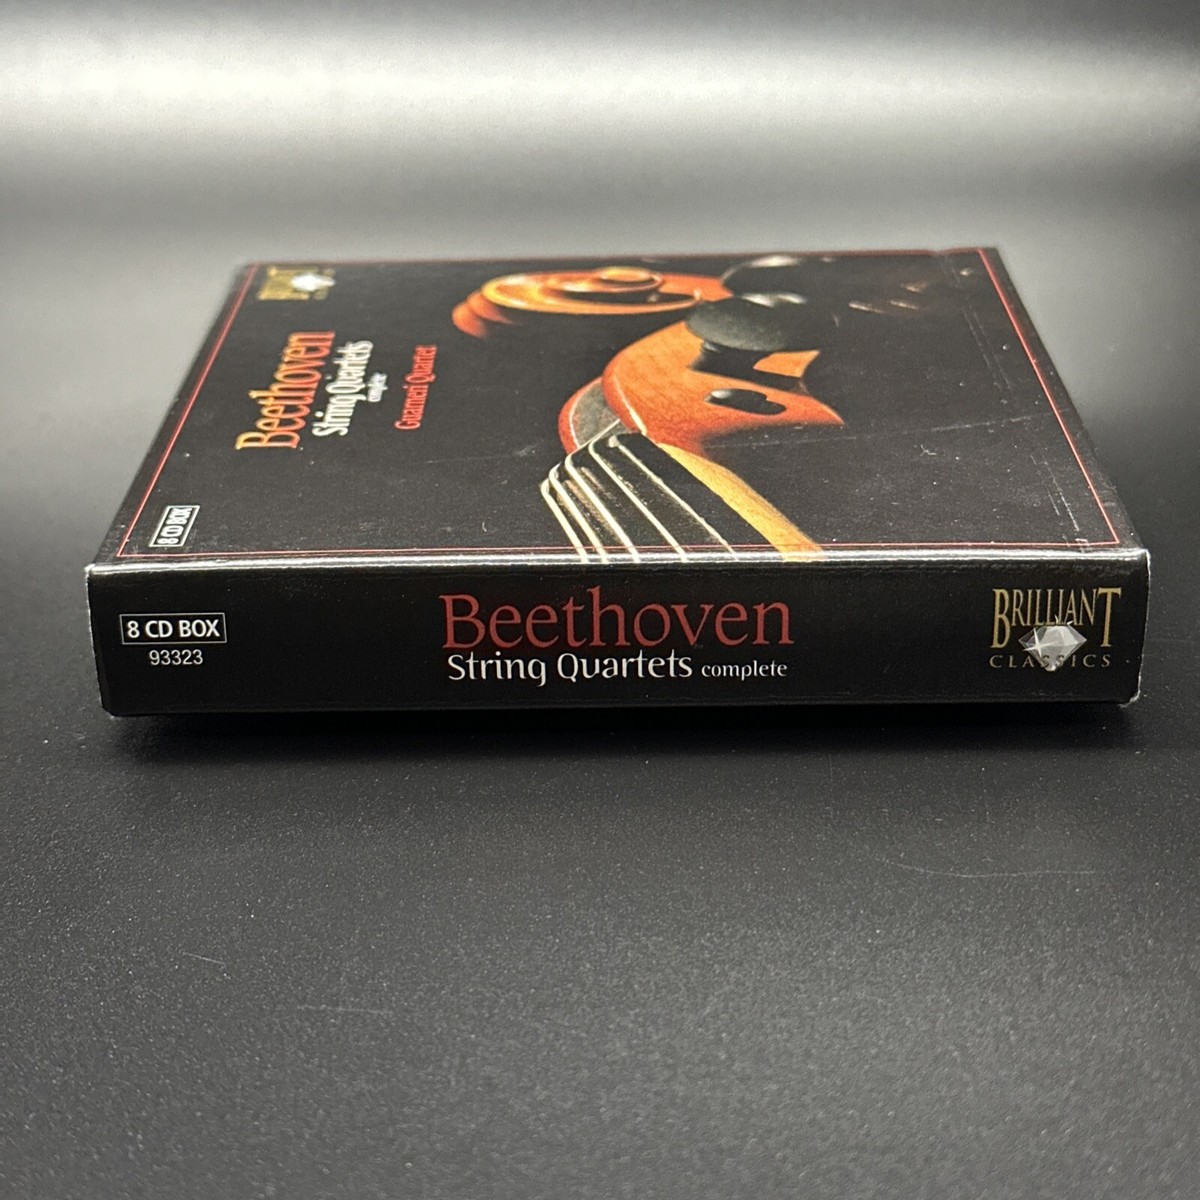 BRILLIANT
Beethoven
String Quartets
complete
Guarneri Quartet
8 CD BOX
8 CD BOX
93323
Beethoven
String Quartets complete
BRILLIANT
CLASSICS